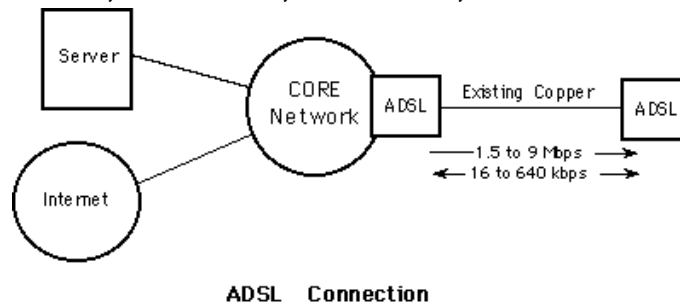 Server
CORE
Network
ADSL
Existing Copper
ADSL
1.5 to 9 Mbps
16 to 640 kbps
Internet
ADSL Connection